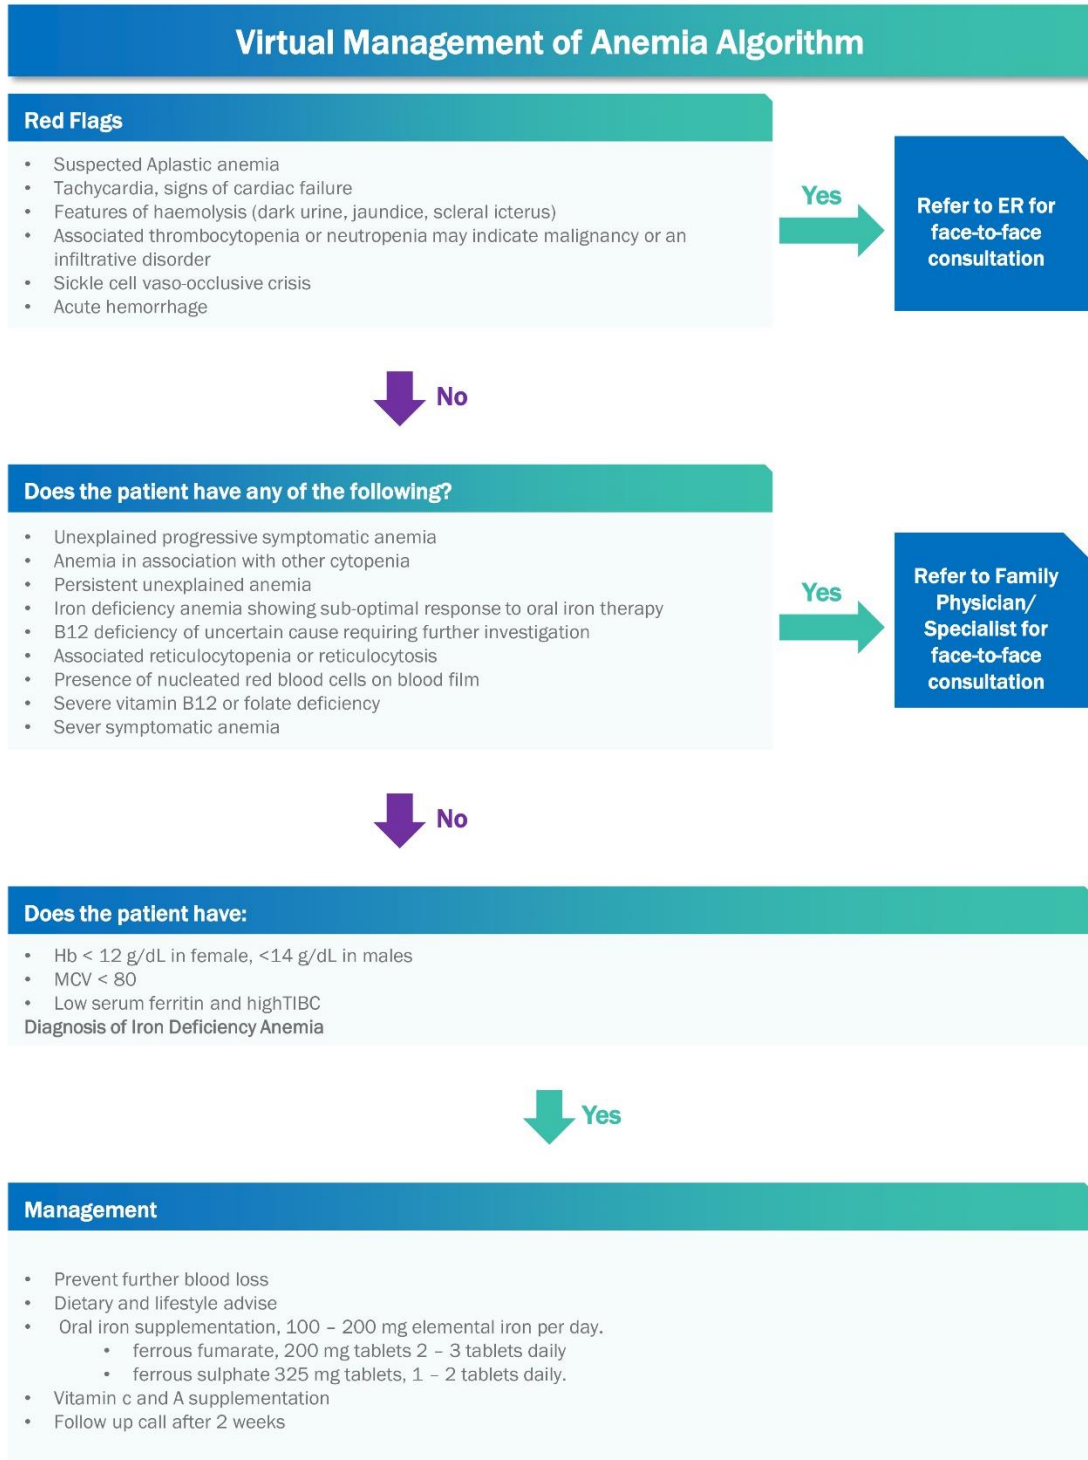 Virtual Management of Anemia Algorithm
Red Flags
• Suspected Aplastic anemia
• Tachycardia, signs of cardiac failure
• Features of haemolysis (dark urine, jaundice, scleral icterus)
• Associated thrombocytopenia or neutropenia may indicate malignancy or an
infiltrative disorder
• Sickle cell vaso-occlusive crisis
• Acute hemorrhage
Yes
Refer to ER for
face-to-face
consultation
No
Does the patient have any of the following?
• Unexplained progressive symptomatic anemia
• Anemia in association with other cytopenia
• Persistent unexplained anemia
• Iron deficiency anemia showing sub-optimal response to oral iron therapy
• B12 deficiency of uncertain cause requiring further investigation
• Associated reticulocytopenia or reticulocytosis
• Presence of nucleated red blood cells on blood film
• Severe vitamin B12 or folate deficiency
• Sever symptomatic anemia
Yes
Refer to Family
Physician/
Specialist for
face-to-face
consultation
No
Does the patient have:
• Hb < 12 g/dL in female, <14 g/dL in males
• MCV < 80
• Low serum ferritin and highTIBC
Diagnosis of Iron Deficiency Anemia
Yes
Management
• Prevent further blood loss
• Dietary and lifestyle advise
• Oral iron supplementation, 100 – 200 mg elemental iron per day.
• ferrous fumarate, 200 mg tablets 2 – 3 tablets daily
• ferrous sulphate 325 mg tablets, 1 – 2 tablets daily.
• Vitamin c and A supplementation
• Follow up call after 2 weeks